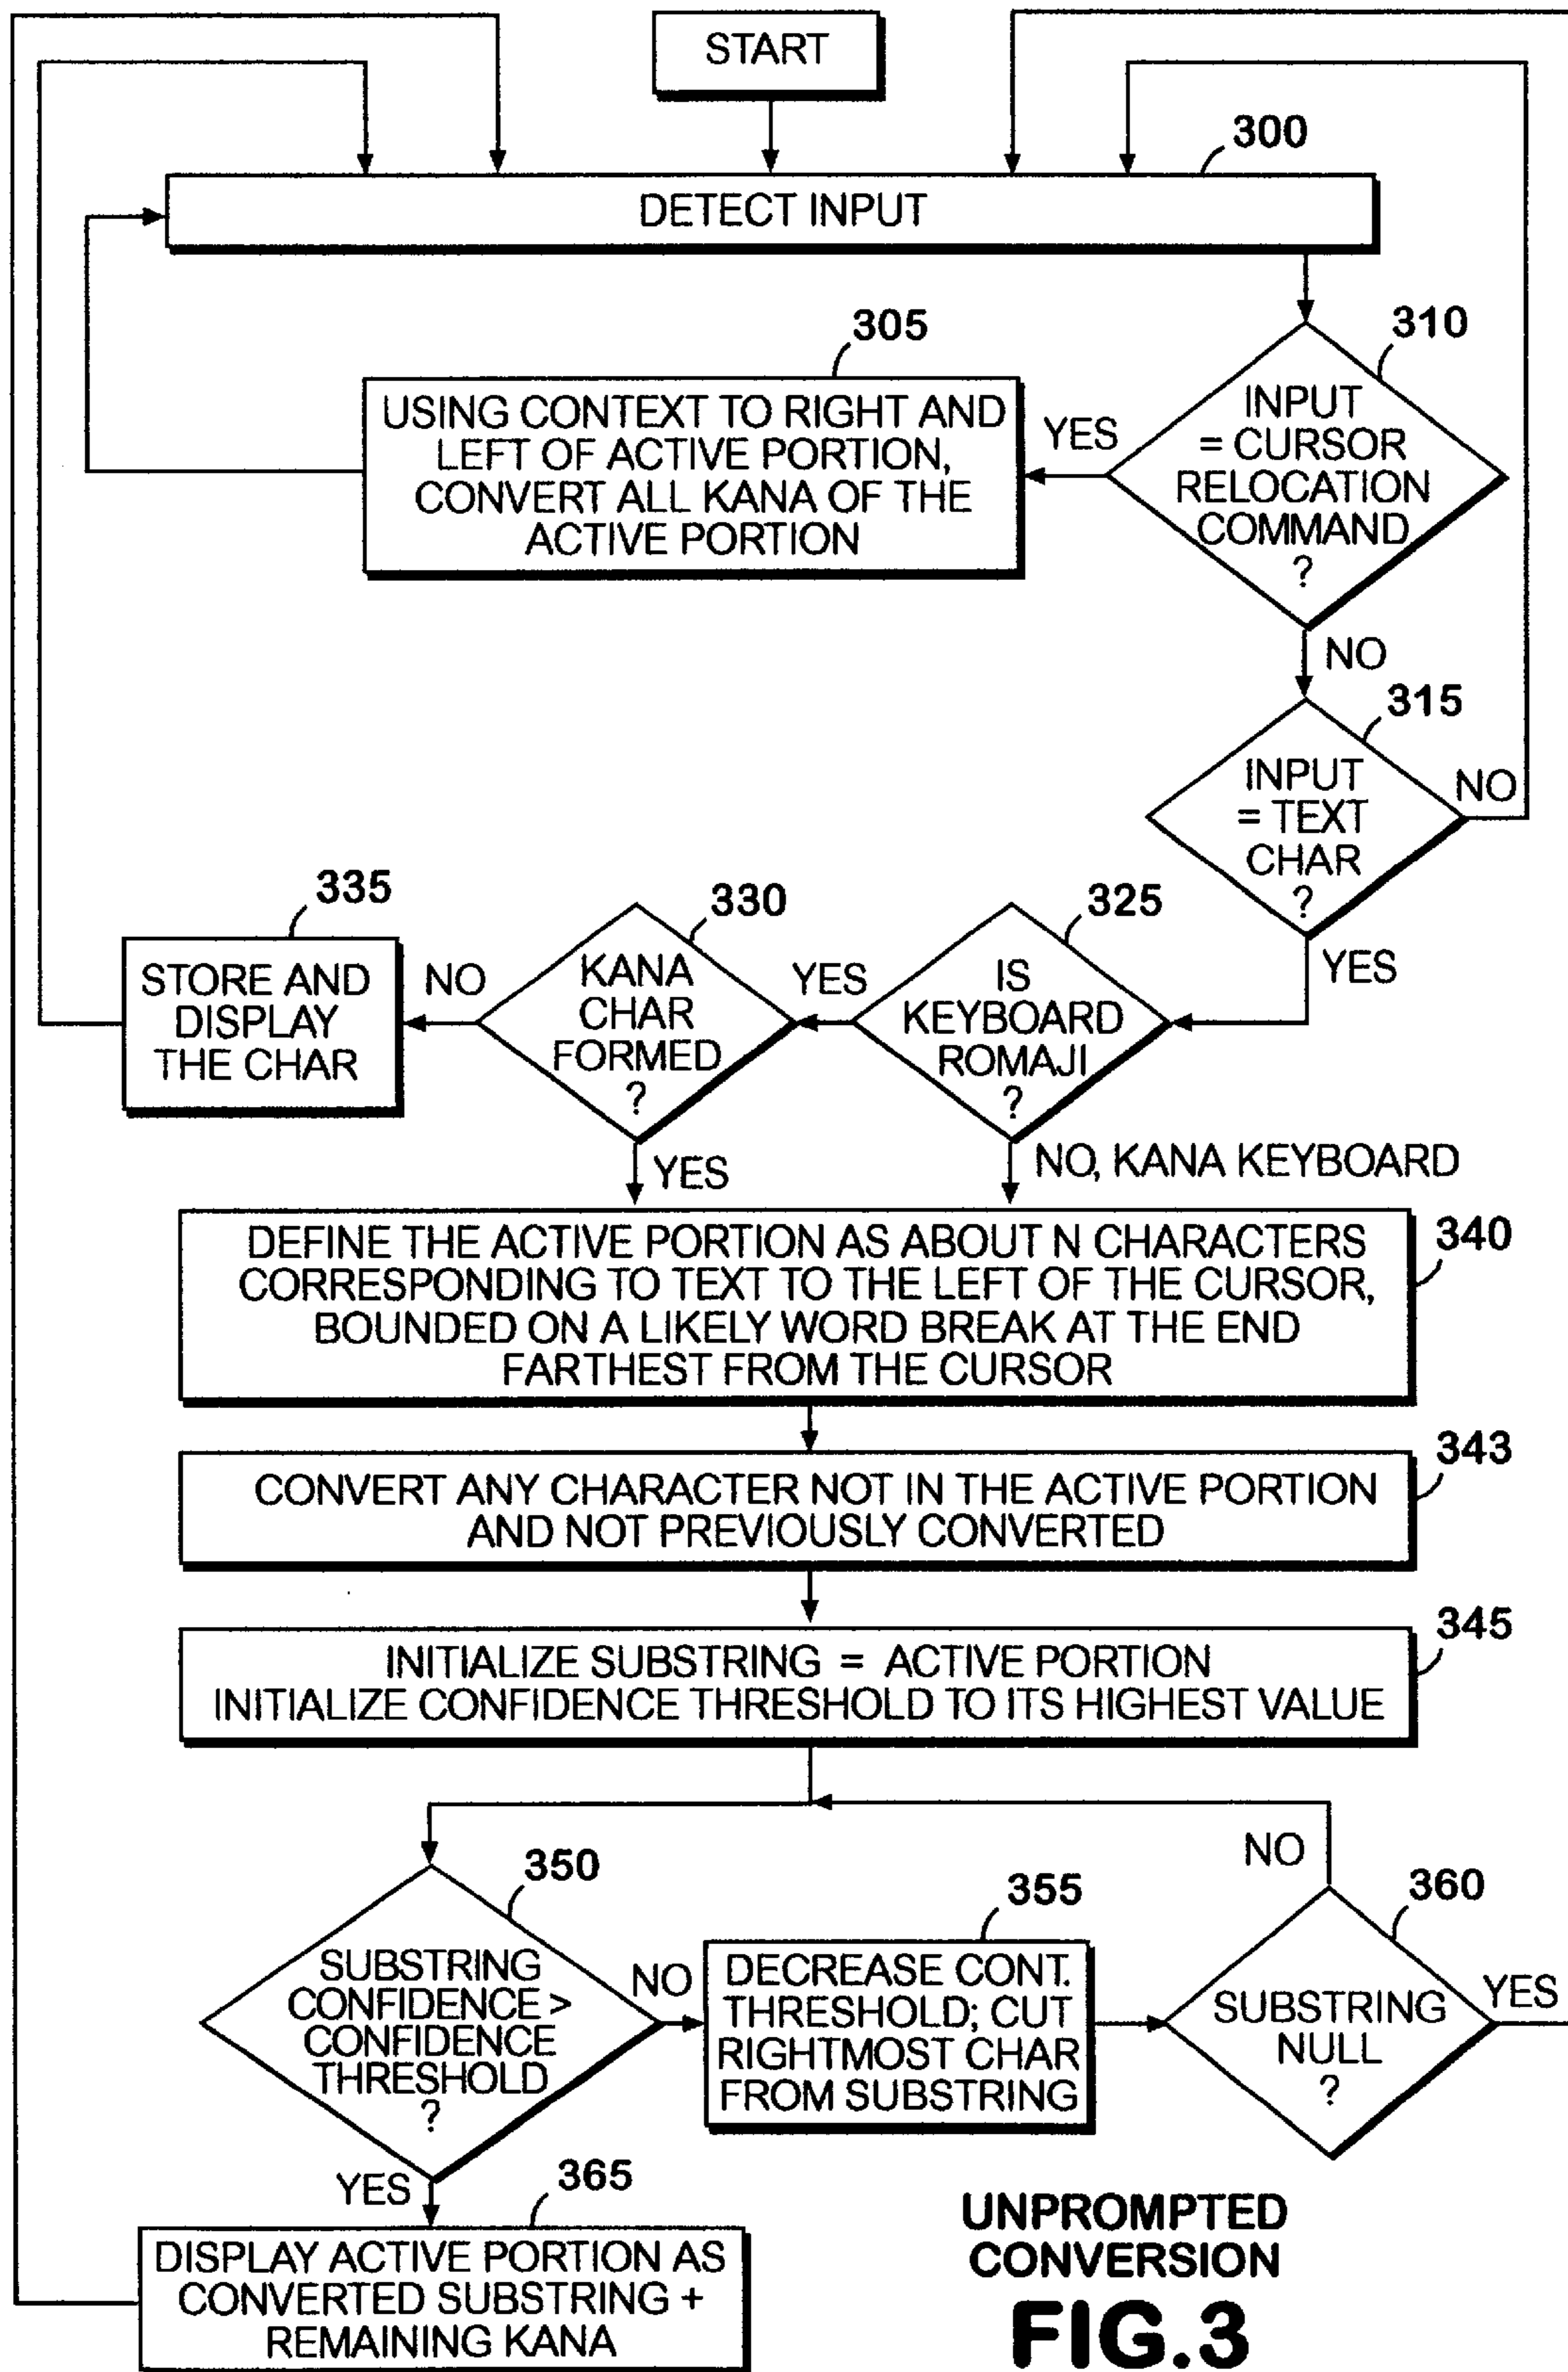 START
300
DETECT INPUT
305
310
USING CONTEXT TO RIGHT AND
LEFT OF ACTIVE PORTION,
CONVERT ALL KANA OF THE
ACTIVE PORTION
YES
INPUT
= CURSOR
RELOCATION
COMMAND
?
NO
315
INPUT
= TEXT
CHAR
?
NO
YES
335
330
325
STORE AND
DISPLAY
THE CHAR
NO
KANA
CHAR
FORMED
?
YES
IS
KEYBOARD
ROMAJI
?
YES
NO, KANA KEYBOARD
340
DEFINE THE ACTIVE PORTION AS ABOUT N CHARACTERS
CORRESPONDING TO TEXT TO THE LEFT OF THE CURSOR,
BOUNDED ON A LIKELY WORD BREAK AT THE END
FARTHEST FROM THE CURSOR
343
CONVERT ANY CHARACTER NOT IN THE ACTIVE PORTION
AND NOT PREVIOUSLY CONVERTED
345
INITIALIZE SUBSTRING = ACTIVE PORTION
INITIALIZE CONFIDENCE THRESHOLD TO ITS HIGHEST VALUE
350
SUBSTRING
CONFIDENCE >
CONFIDENCE
THRESHOLD
?
NO
355
DECREASE CONT.
THRESHOLD; CUT
RIGHTMOST CHAR
FROM SUBSTRING
NO
360
SUBSTRING
NULL
?
YES
YES
365
DISPLAY ACTIVE PORTION AS
CONVERTED SUBSTRING +
REMAINING KANA
UNPROMPTED
CONVERSION
FIG.3